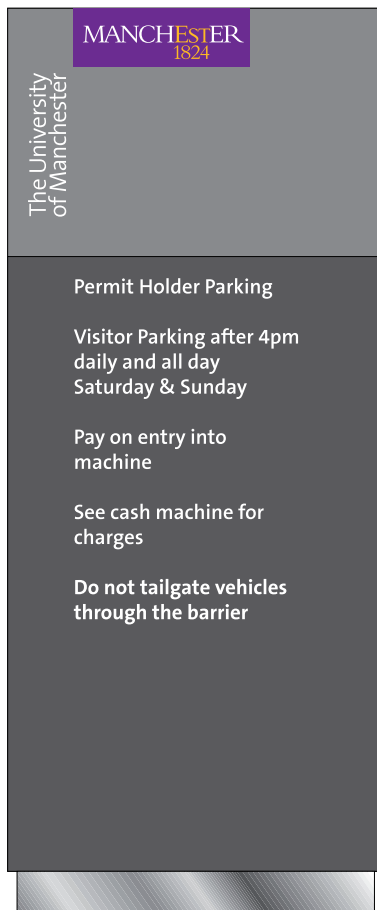 MANCHESTER
1824
The University
of Manchester
Permit Holder Parking
Visitor Parking after 4pm
daily and all day
Saturday & Sunday
Pay on entry into
machine
See cash machine for
charges
Do not tailgate vehicles
through the barrier